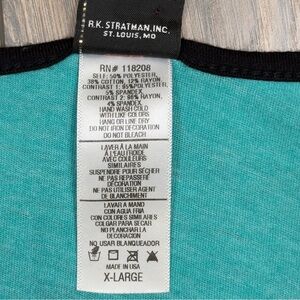 R.K. STRATMAN, INC.
ST. LOUIS, MO
RN# 118208
SELF: 50% POLYESTER,
38% COTTON, 12% RAYON,
CONTRAST 1: 95% POLYESTER,
5% SPANDEX,
CONTRAST 2: 96% RAYON,
4% SPANDEX,
HAND WASH COLD
WITH LIKE COLORS
HANG OR LINE DRY
DO NOT IRON DECORATION
DO NOT BLEACH
LAVER À LA MAIN
À L'EAU FROIDE
AVEC COULEURS
SIMILAIRES
SUSPENDRE POUR SÉCHER
NE PAS REPASSER
DÉCORATION
NE PAS UTILISER AGENT
DE BLANCHIMENT
LAVAR A MANO
CON AGUA FRIA
CON COLORES SIMILARES
COLGAR PARA SECAR
NO PLANCHAR LA
DECORACION
NO USAR BLANQUEADOR
MADE IN USA
X-LARGE